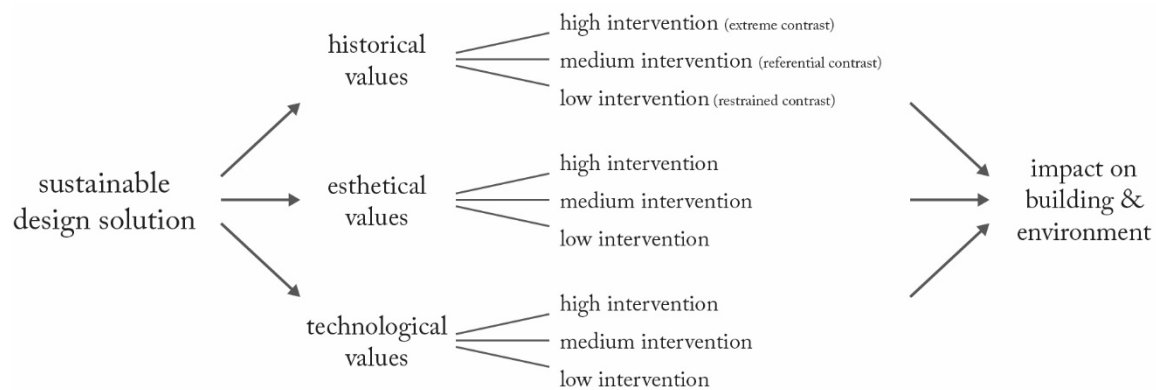 sustainable
design solution
historical
values
high intervention (extreme contrast)
medium intervention (referential contrast)
low intervention (restrained contrast)
esthetical
values
high intervention
medium intervention
low intervention
technological
values
high intervention
medium intervention
low intervention
impact on
building &
environment